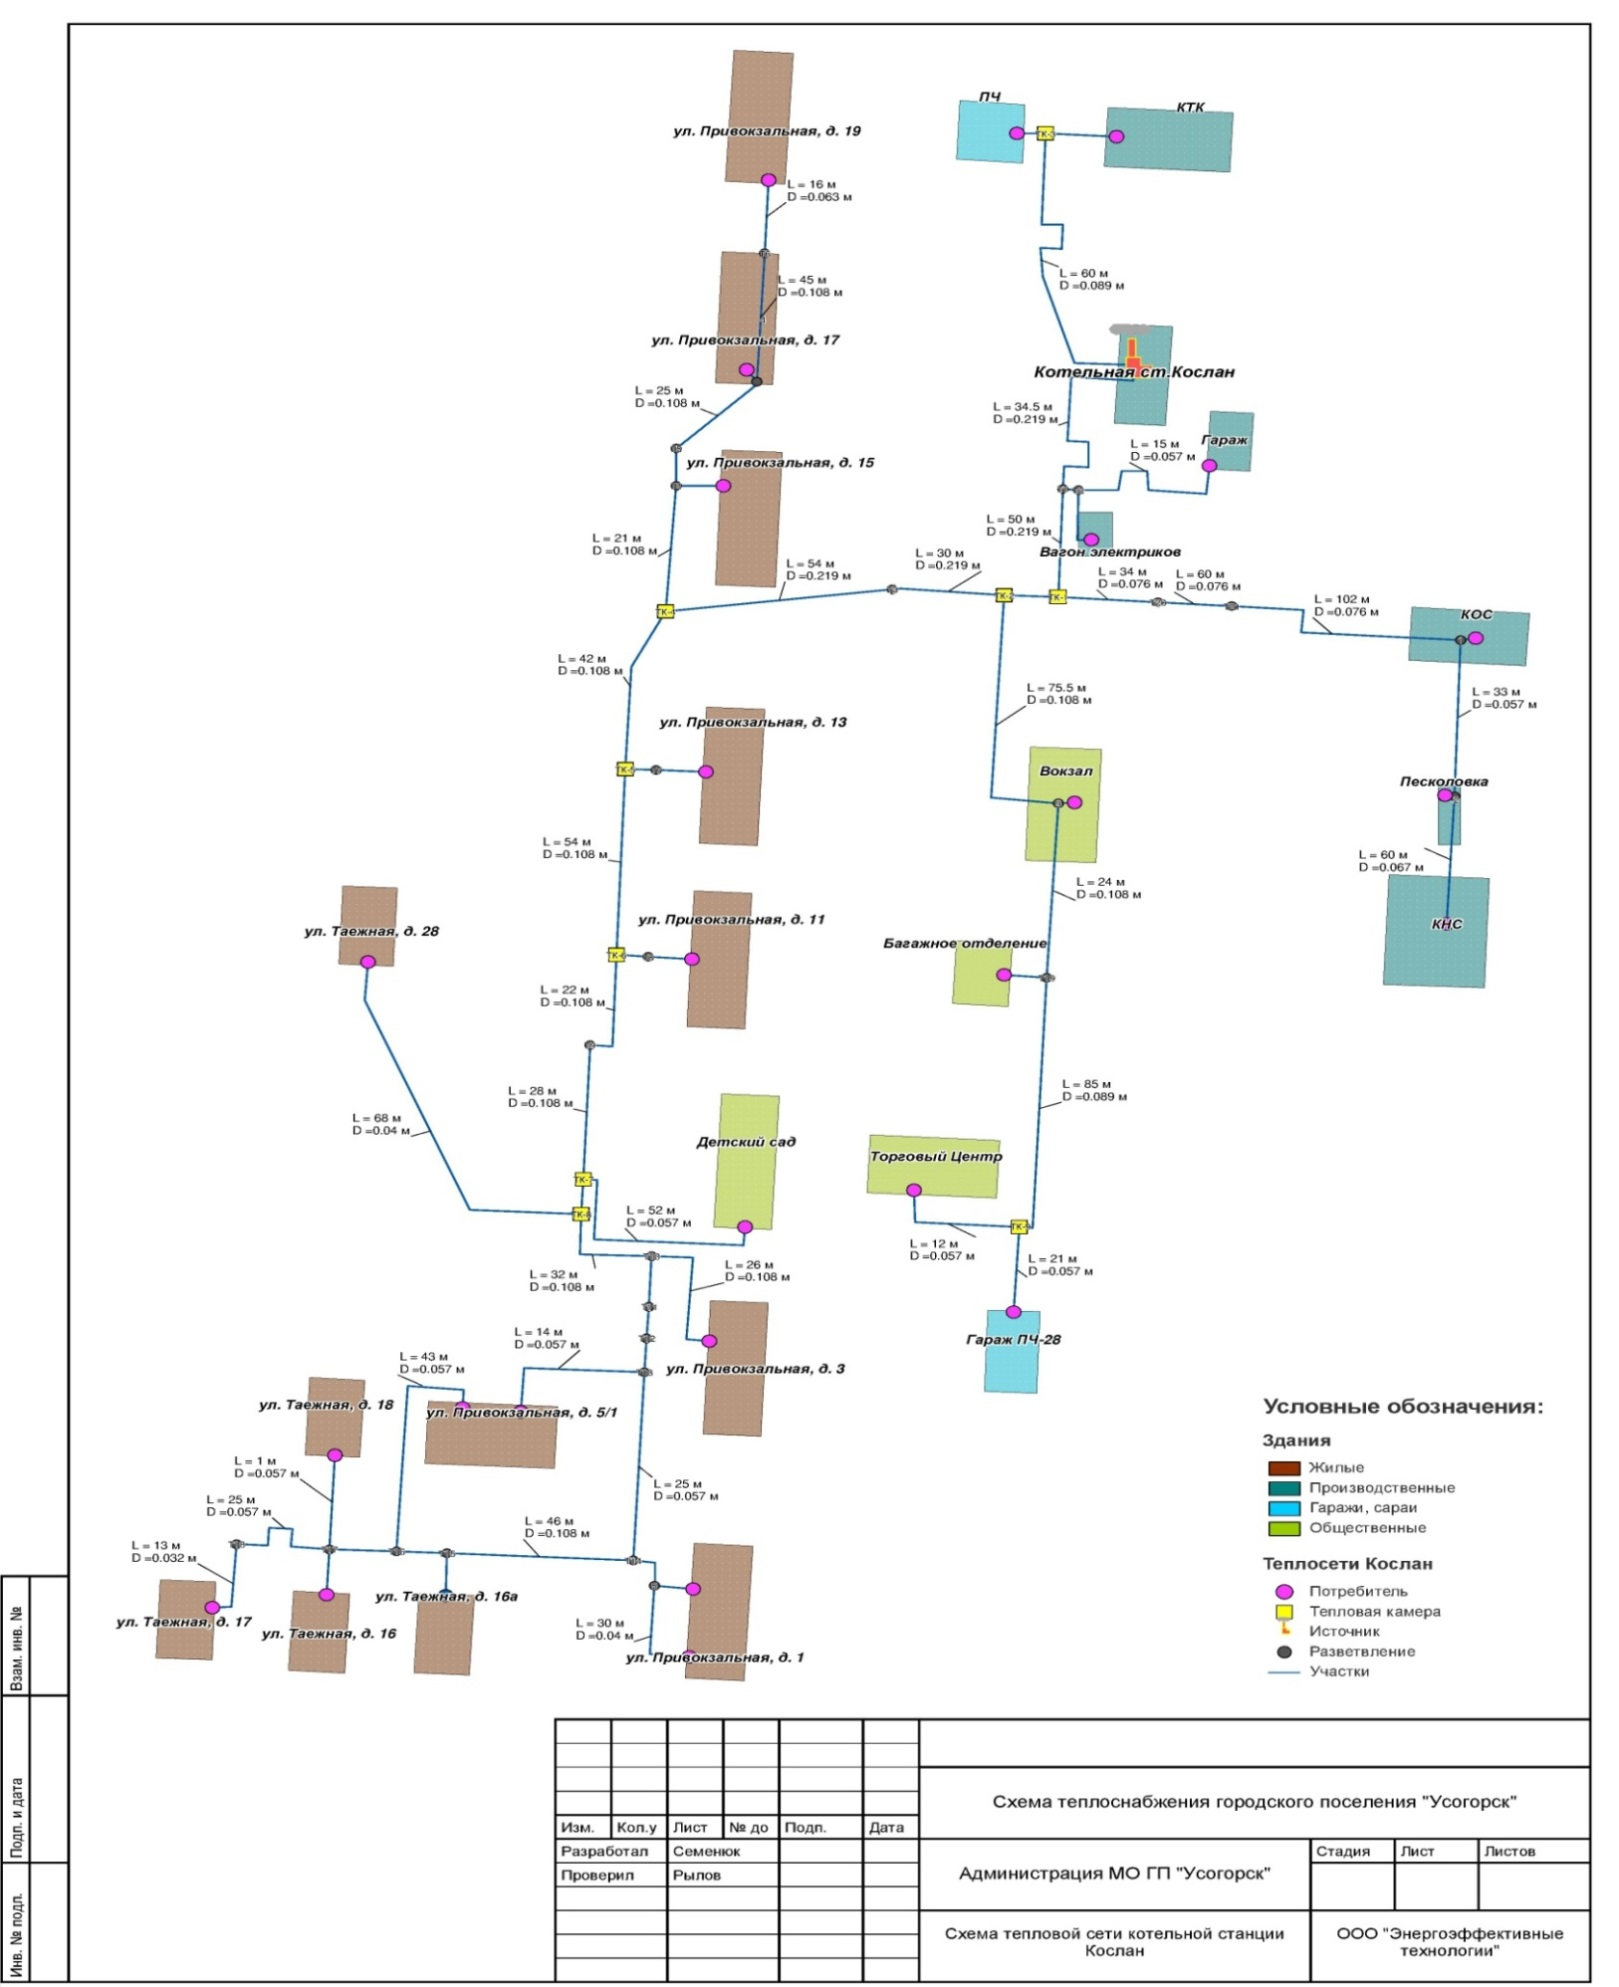 ПЧ
КТК
ТК-3
ул. Привокзальная, д. 19
L = 16 м
D =0.063 м
L = 60 м
D =0.089 м
L = 45 м
D =0.108 м
ул. Привокзальная, д. 17
Котельная ст.Кослан
L = 25 м
D =0.108 м
L = 34.5 м
D =0.219 м
Гараж
L = 15 м
D =0.057 м
ул. Привокзальная, д. 15
L = 21 м
D =0.108 м
L = 50 м
D =0.219 м
Вагон электриков
L = 54 м
D =0.219 м
L = 30 м
D =0.219 м
L = 34 м
D =0.076 м
L = 60 м
D =0.076 м
L = 102 м
D =0.076 м
КОС
L = 42 м
D =0.108 м
L = 75.5 м
D =0.108 м
L = 33 м
D =0.057 м
ул. Привокзальная, д. 13
ТК-5
Вокзал
Песколовка
L = 54 м
D =0.108 м
L = 60 м
D =0.067 м
L = 24 м
D =0.108 м
ул. Таежная, д. 28
ул. Привокзальная, д. 11
ТК-6
КНС
Багажное отделение
L = 22 м
D =0.108 м
L = 28 м
D =0.108 м
L = 85 м
D =0.089 м
L = 68 м
D =0.04 м
Детский сад
Торговый Центр
ТК-8
L = 52 м
D =0.057 м
L = 12 м
D =0.057 м
L = 21 м
D =0.057 м
L = 32 м
D =0.108 м
L = 26 м
D =0.108 м
Гараж ПЧ-28
L = 14 м
D =0.057 м
L = 43 м
D =0.057 м
ул. Привокзальная, д. 3
ул. Таежная, д. 18
ул. Привокзальная, д. 5/1
L = 1 м
D =0.057 м
L = 25 м
D =0.057 м
L = 25 м
D =0.057 м
L = 46 м
D =0.108 м
L = 13 м
D =0.032 м
ул. Таежная, д. 17
ул. Таежная, д. 16
ул. Таежная, д. 16а
L = 30 м
D =0.04 м
ул. Привокзальная, д. 1
Условные обозначения:
Здания
Жилые
Производственные
Гаражи, сараи
Общественные
Теплосети Кослан
Потребитель
Тепловая камера
Источник
Разветвление
Участки
Взам. инв. №
Подп. и дата
Инв. № подл.
Изм.
Кол.у
Лист
№ до
Подп.
Дата
Разработал
Семенюк
Проверил
Рылов
Схема теплоснабжения городского поселения "Усогорск"
Администрация МО ГП "Усогорск"
Стадия
Лист
Листов
Схема тепловой сети котельной станции
Кослан
ООО "Энергоэффективные
технологии"